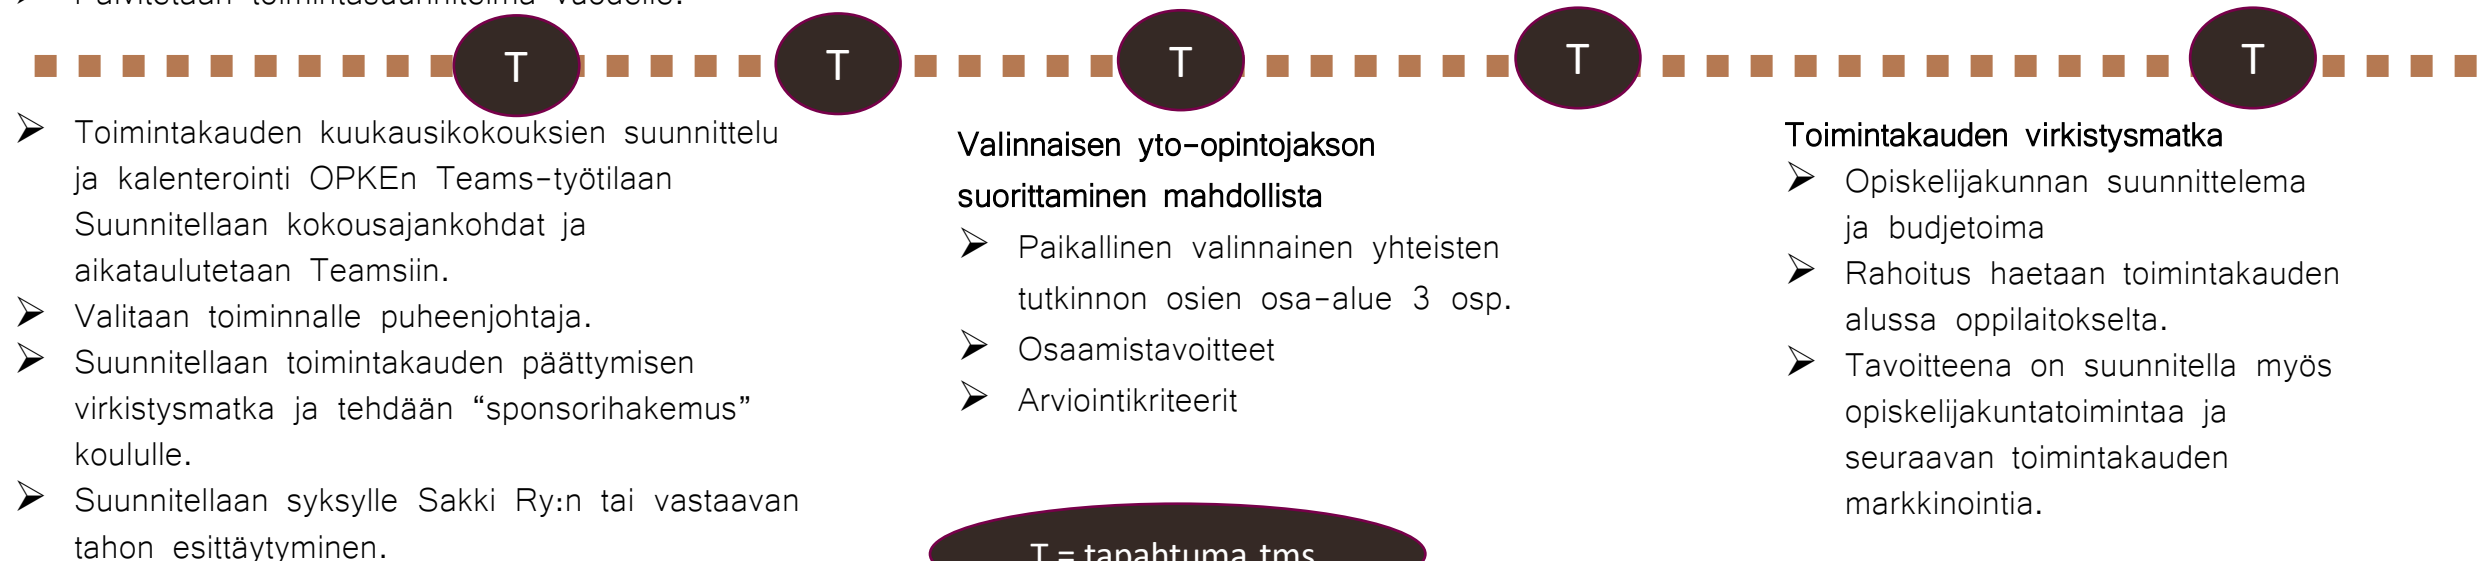 Päivitetään toimintasuunnitelma vuodelle.
T T T T T
➢ Toimintakauden kuukausikokouksien suunnittelu
ja kalenterointi OPKEn Teams-työtilaan
Suunnitellaan kokousajankohdat ja
aikataulutetaan Teamsiin.
➢ Valitaan toiminnalle puheenjohtaja.
➢ Suunnitellaan toimintakauden päättymisen
virkistysmatka ja tehdään “sponsorihakemus”
koululle.
➢ Suunnitellaan syksylle Sakki Ry:n tai vastaavan
tahon esittäytyminen.
Valinnaisen yto-opintojakson
suorittaminen mahdollista
➢ Paikallinen valinnainen yhteisten
tutkinnon osien osa-alue 3 osp.
➢ Osaamistavoitteet
➢ Arviointikriteerit
T = tapahtuma tms
Toimintakauden virkistysmatka
➢ Opiskelijakunnan suunnittelema
ja budjetoima
➢ Rahoitus haetaan toimintakauden
alussa oppilaitokselta.
➢ Tavoitteena on suunnitella myös
opiskelijakuntatoimintaa ja
seuraavan toimintakauden
markkinointia.